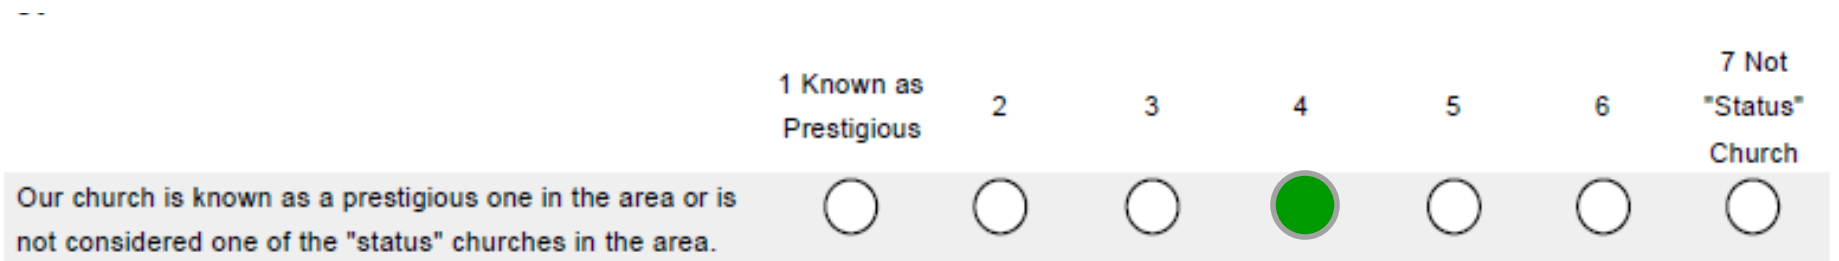 1 Known as
Prestigious
2
3
4
5
6
7 Not
"Status"
Church
Our church is known as a prestigious one in the area or is
not considered one of the "status" churches in the area.